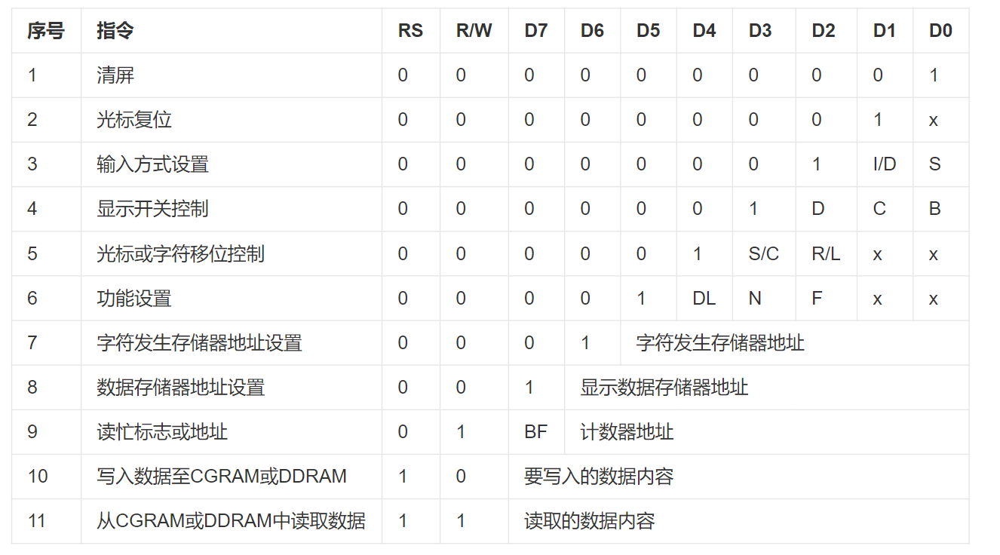 序号 指令 RS R/W D7 D6 D5 D4 D3 D2 D1 D0
1 清屏 0 0 0 0 0 0 0 0 0 1
2 光标复位 0 0 0 0 0 0 0 0 1 x
3 输入方式设置 0 0 0 0 0 0 0 1 I/D S
4 显示开关控制 0 0 0 0 0 0 1 D C B
5 光标或字符移位控制 0 0 0 0 0 1 S/C R/L x x
6 功能设置 0 0 0 0 1 DL N F x x
7 字符发生存储器地址设置 0 0 0 1 字符发生存储器地址
8 数据存储器地址设置 0 0 1 显示数据存储器地址
9 读忙标志或地址 0 1 BF 计数器地址
10 写入数据至CGRAM或DDRAM 1 0 要写入的数据内容
11 从CGRAM或DDRAM中读取数据 1 1 读取的数据内容